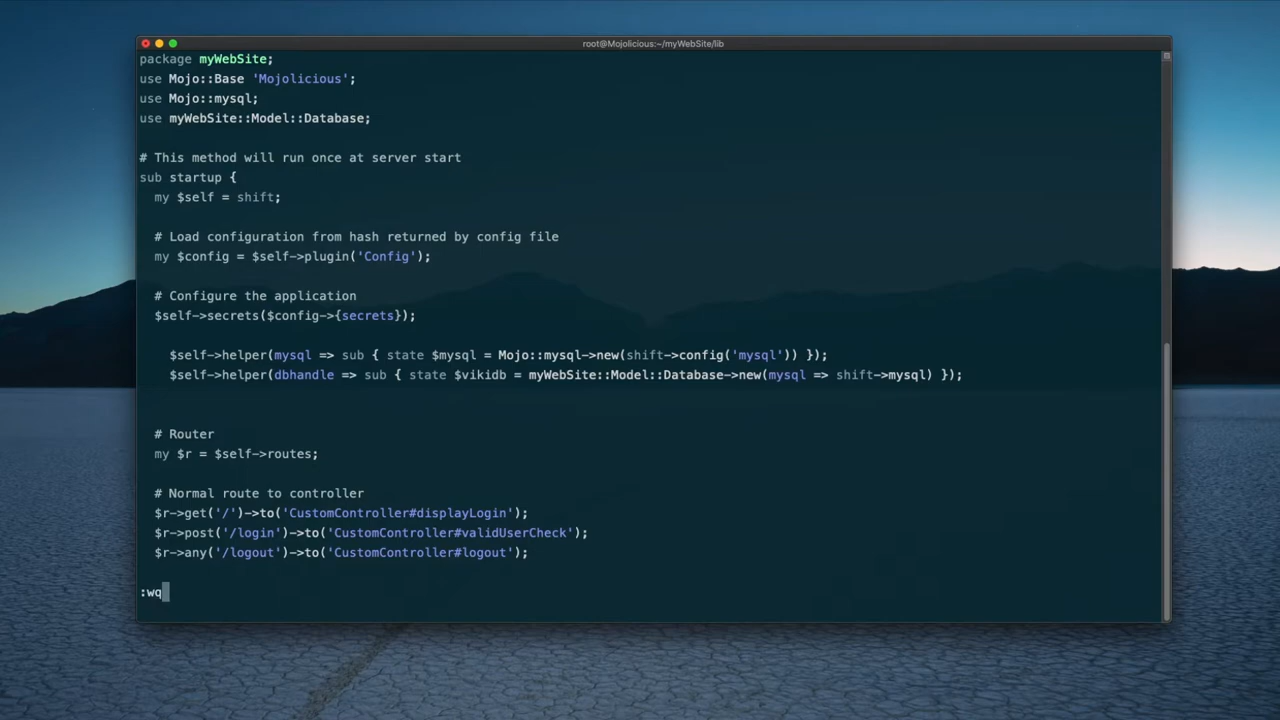 root@Mojolicious:~/myWebSite/lib
package myWebSite;
use Mojo::Base 'Mojolicious';
use Mojo::mysql;
use myWebSite::Model::Database;
# This method will run once at server start
sub startup {
  my $self = shift;
  # Load configuration from hash returned by config file
  my $config = $self->plugin('Config');
  # Configure the application
  $self->secrets($config->{secrets});
    $self->helper(mysql => sub { state $mysql = Mojo::mysql->new(shift->config('mysql')) });
    $self->helper(dbhandle => sub { state $vikidb = myWebSite::Model::Database->new(mysql => shift->mysql) });
  # Router
  my $r = $self->routes;
  # Normal route to controller
  $r->get('/')->to('CustomController#displayLogin');
  $r->post('/login')->to('CustomController#validUserCheck');
  $r->any('/logout')->to('CustomController#logout');
:wq